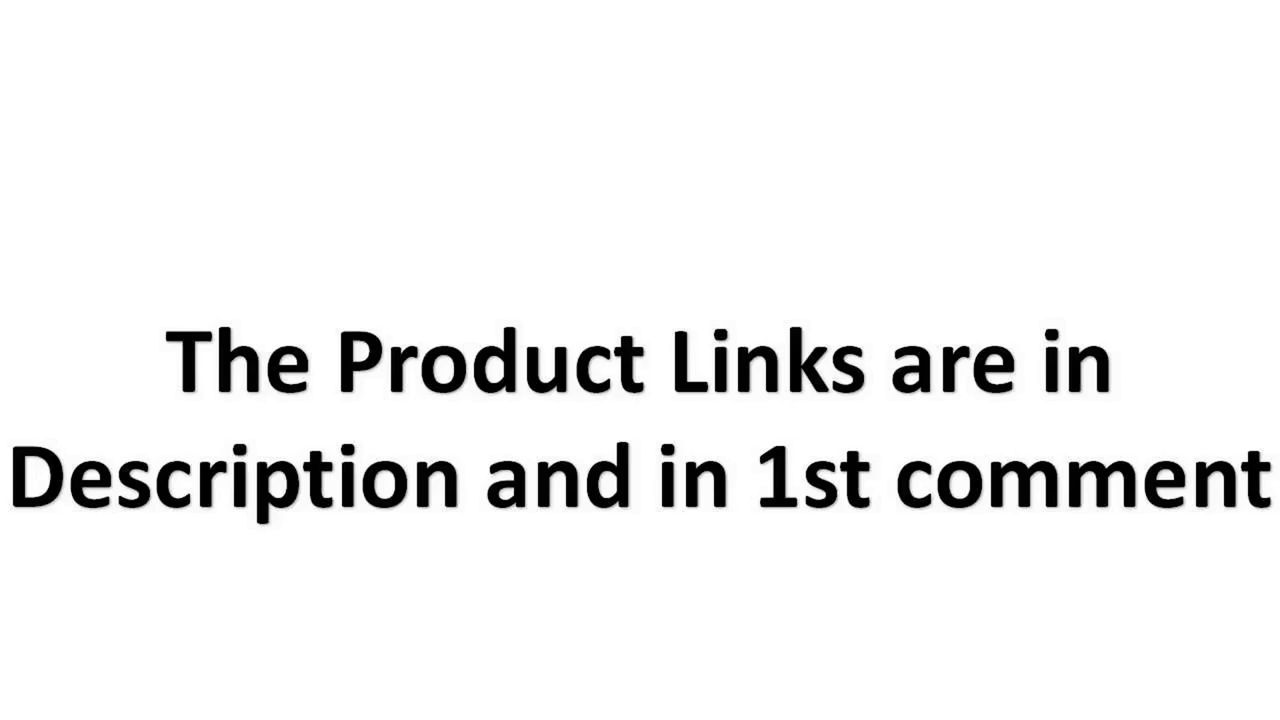 The Product Links are in
Description and in 1st comment